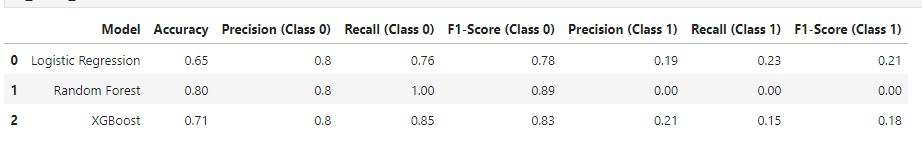 Model Accuracy Precision (Class 0) Recall (Class 0) F1-Score (Class 0) Precision (Class 1) Recall (Class 1) F1-Score (Class 1)
0 Logistic Regression 0.65 0.8 0.76 0.78 0.19 0.23 0.21
1 Random Forest 0.80 0.8 1.00 0.89 0.00 0.00 0.00
2 XGBoost 0.71 0.8 0.85 0.83 0.21 0.15 0.18